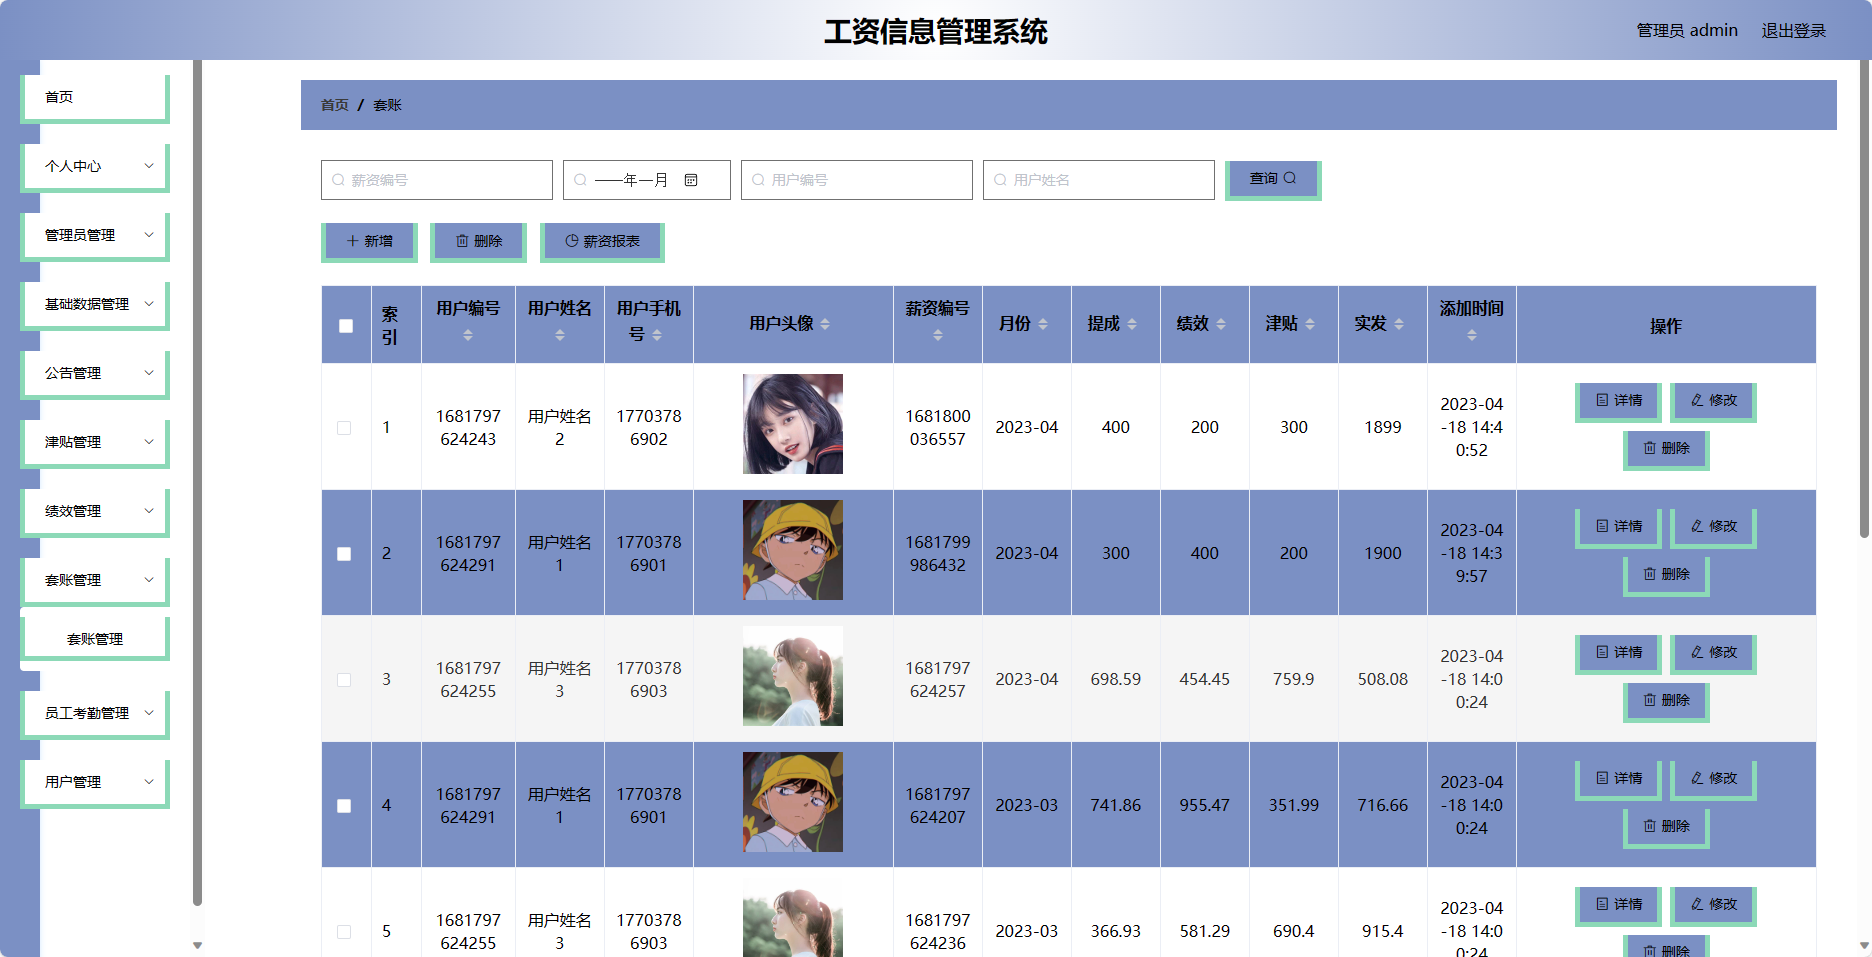 工资信息管理系统
管理员 admin 退出登录
首页
个人中心
管理员管理
基础数据管理
公告管理
津贴管理
绩效管理
套账管理
套账管理
员工考勤管理
用户管理
首页 / 套账
薪资编号 ----年--月 用户编号 用户姓名 查询
新增 删除 薪资报表
索引 用户编号 用户姓名 用户手机号 用户头像 薪资编号 月份 提成 绩效 津贴 实发 添加时间 操作
1 1681797624243 用户姓名2 17703786902 1681800036557 2023-04 400 200 300 1899 2023-04-18 14:40:52 详情 修改 删除
2 1681797624291 用户姓名1 17703786901 1681799986432 2023-04 300 400 200 1900 2023-04-18 14:39:57 详情 修改 删除
3 1681797624255 用户姓名3 17703786903 1681797624257 2023-04 698.59 454.45 759.9 508.08 2023-04-18 14:00:24 详情 修改 删除
4 1681797624291 用户姓名1 17703786901 1681797624207 2023-03 741.86 955.47 351.99 716.66 2023-04-18 14:00:24 详情 修改 删除
5 1681797624255 用户姓名3 17703786903 1681797624236 2023-03 366.93 581.29 690.4 915.4 2023-04-18 14:00:24 详情 修改 删除